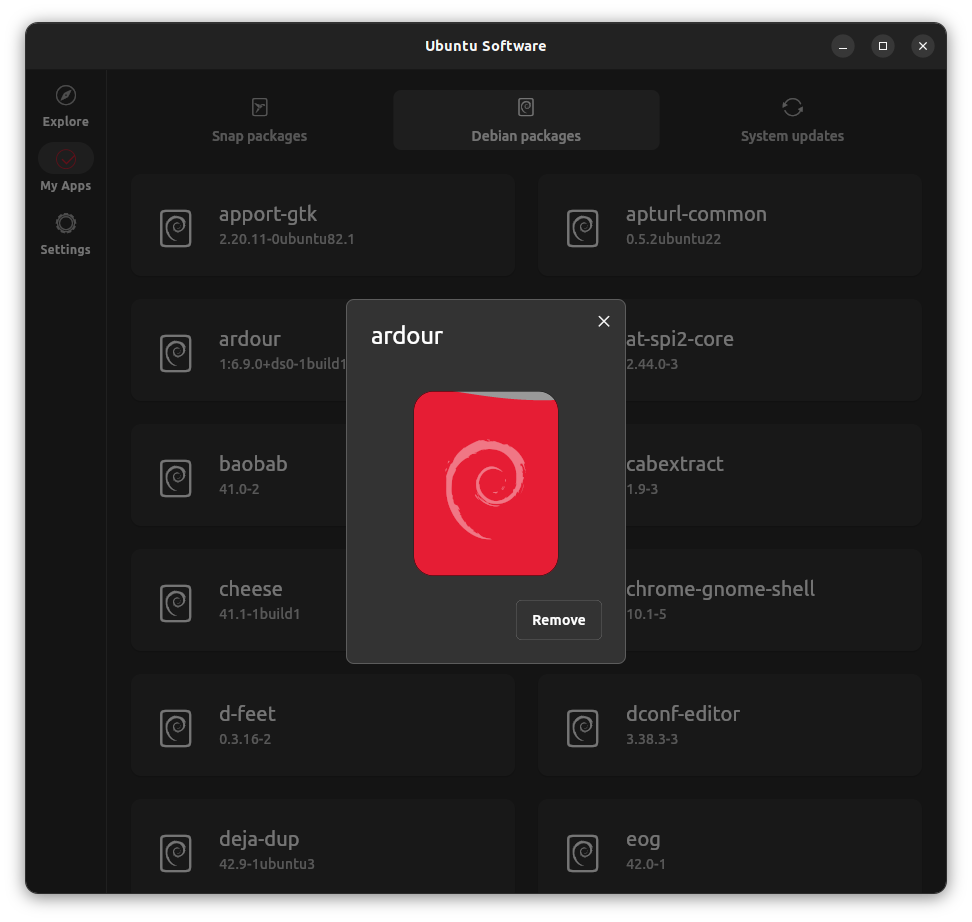 Ubuntu Software
Explore
My Apps
Settings
Snap packages
Debian packages
System updates
apport-gtk
2.20.11-0ubuntu82.1
apturl-common
0.5.2ubuntu22
ardour
1:6.9.0+ds0-1build1
at-spi2-core
2.44.0-3
baobab
41.0-2
cabextract
1.9-3
cheese
41.1-1build1
chrome-gnome-shell
10.1-5
d-feet
0.3.16-2
dconf-editor
3.38.3-3
deja-dup
42.9-1ubuntu3
eog
42.0-1
ardour
Remove